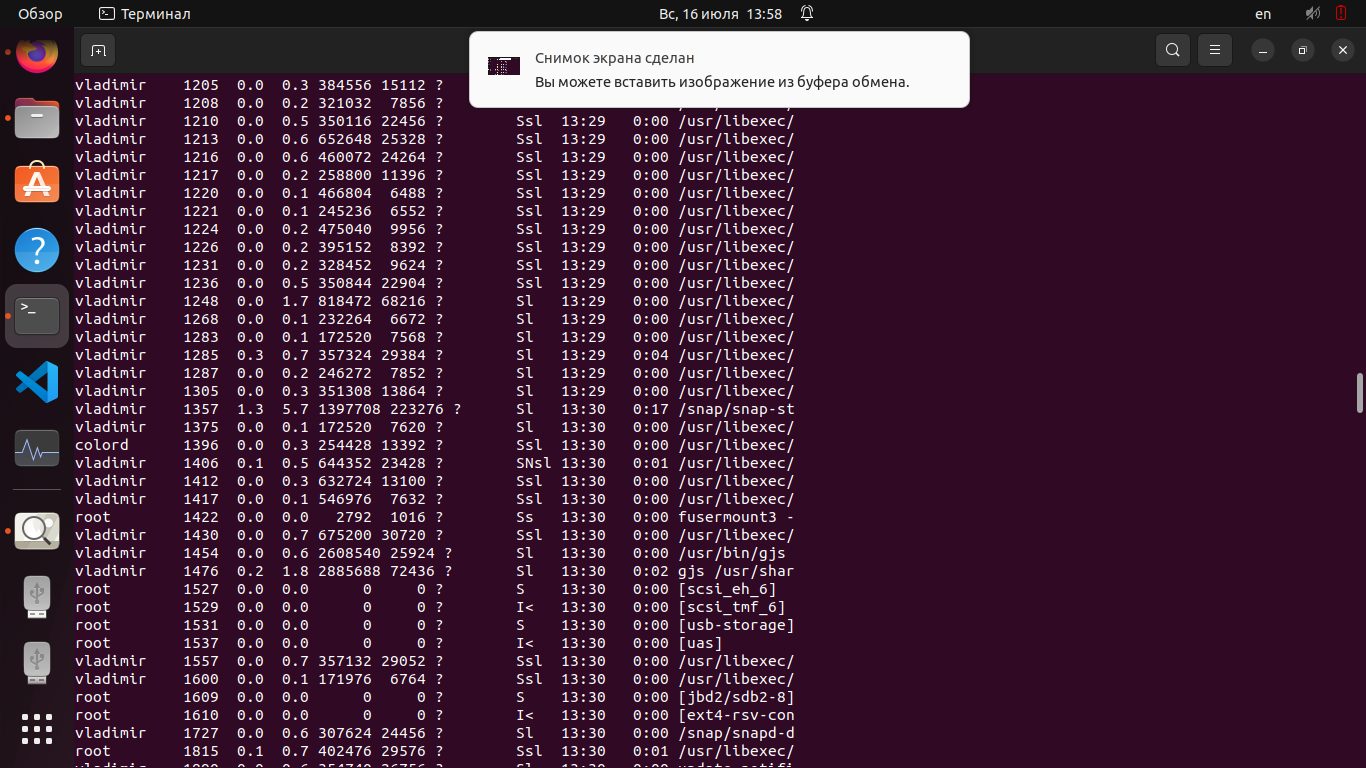 Обзор Терминал Вс, 16 июля 13:58 en
Снимок экрана сделан
Вы можете вставить изображение из буфера обмена.
vladimir 1205 0.0 0.3 384556 15112 ?
vladimir 1208 0.0 0.2 321032 7856 ?
vladimir 1210 0.0 0.5 350116 22456 ? Ssl 13:29 0:00 /usr/libexec/
vladimir 1213 0.0 0.6 652648 25328 ? Ssl 13:29 0:00 /usr/libexec/
vladimir 1216 0.0 0.6 460072 24264 ? Ssl 13:29 0:00 /usr/libexec/
vladimir 1217 0.0 0.2 258800 11396 ? Ssl 13:29 0:00 /usr/libexec/
vladimir 1220 0.0 0.1 466804 6488 ? Ssl 13:29 0:00 /usr/libexec/
vladimir 1221 0.0 0.1 245236 6552 ? Ssl 13:29 0:00 /usr/libexec/
vladimir 1224 0.0 0.2 475040 9956 ? Ssl 13:29 0:00 /usr/libexec/
vladimir 1226 0.0 0.2 395152 8392 ? Ssl 13:29 0:00 /usr/libexec/
vladimir 1231 0.0 0.2 328452 9624 ? Ssl 13:29 0:00 /usr/libexec/
vladimir 1236 0.0 0.5 350844 22904 ? Ssl 13:29 0:00 /usr/libexec/
vladimir 1248 0.0 1.7 818472 68216 ? Sl 13:29 0:00 /usr/libexec/
vladimir 1268 0.0 0.1 232264 6672 ? Sl 13:29 0:00 /usr/libexec/
vladimir 1283 0.0 0.1 172520 7568 ? Sl 13:29 0:00 /usr/libexec/
vladimir 1285 0.3 0.7 357324 29384 ? Sl 13:29 0:04 /usr/libexec/
vladimir 1287 0.0 0.2 246272 7852 ? Sl 13:29 0:00 /usr/libexec/
vladimir 1305 0.0 0.3 351308 13864 ? Sl 13:29 0:00 /usr/libexec/
vladimir 1357 1.3 5.7 1397708 223276 ? Sl 13:30 0:17 /snap/snap-st
vladimir 1375 0.0 0.1 172520 7620 ? Sl 13:30 0:00 /usr/libexec/
colord 1396 0.0 0.3 254428 13392 ? Ssl 13:30 0:00 /usr/libexec/
vladimir 1406 0.1 0.5 644352 23428 ? SNsl 13:30 0:01 /usr/libexec/
vladimir 1412 0.0 0.3 632724 13100 ? Ssl 13:30 0:00 /usr/libexec/
vladimir 1417 0.0 0.1 546976 7632 ? Ssl 13:30 0:00 /usr/libexec/
root 1422 0.0 0.0 2792 1016 ? Ss 13:30 0:00 fusermount3 -
vladimir 1430 0.0 0.7 675200 30720 ? Ssl 13:30 0:00 /usr/libexec/
vladimir 1454 0.0 0.6 2608540 25924 ? Sl 13:30 0:00 /usr/bin/gjs
vladimir 1476 0.2 1.8 2885688 72436 ? Sl 13:30 0:02 gjs /usr/shar
root 1527 0.0 0.0 0 0 ? S 13:30 0:00 [scsi_eh_6]
root 1529 0.0 0.0 0 0 ? I< 13:30 0:00 [scsi_tmf_6]
root 1531 0.0 0.0 0 0 ? S 13:30 0:00 [usb-storage]
root 1537 0.0 0.0 0 0 ? I< 13:30 0:00 [uas]
vladimir 1557 0.0 0.7 357132 29052 ? Ssl 13:30 0:00 /usr/libexec/
vladimir 1600 0.0 0.1 171976 6764 ? Ssl 13:30 0:00 /usr/libexec/
root 1609 0.0 0.0 0 0 ? S 13:30 0:00 [jbd2/sdb2-8]
root 1610 0.0 0.0 0 0 ? I< 13:30 0:00 [ext4-rsv-con
vladimir 1727 0.0 0.6 307624 24456 ? Sl 13:30 0:00 /snap/snapd-d
root 1815 0.1 0.7 402476 29576 ? Ssl 13:30 0:01 /usr/libexec/